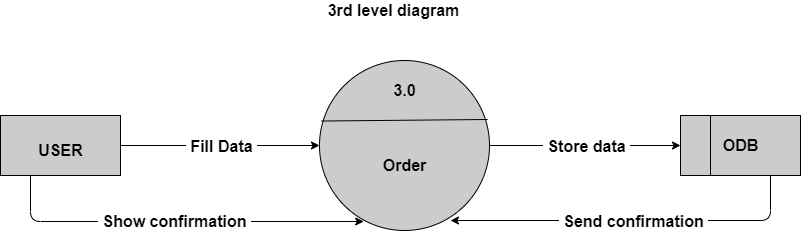 3rd level diagram
3.0
USER
Fill Data
Order
Store data
ODB
Show confirmation
Send confirmation